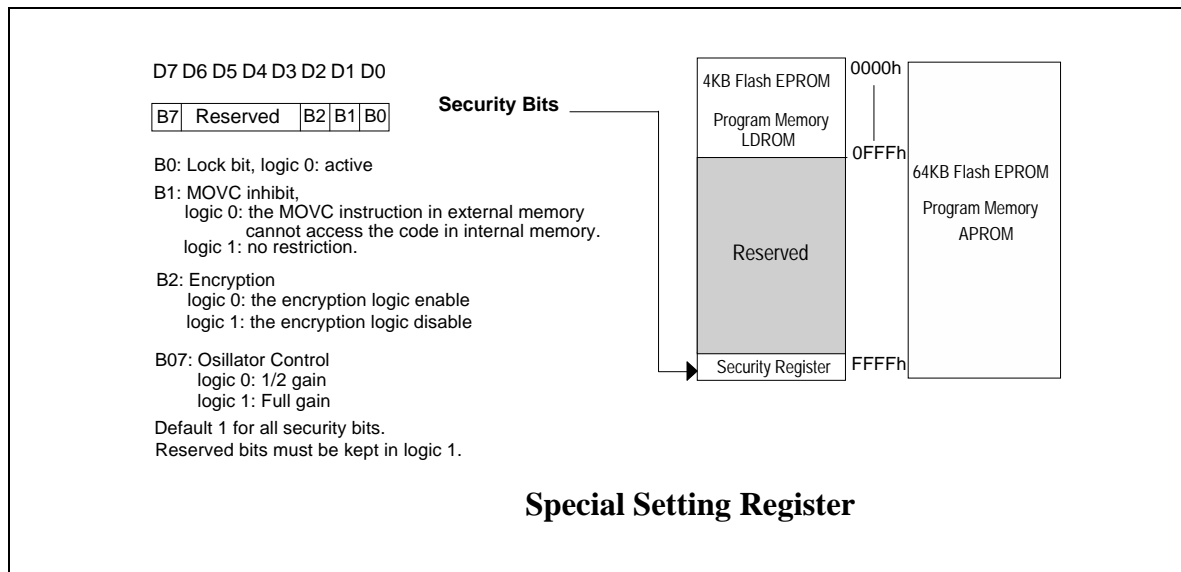 D7 D6 D5 D4 D3 D2 D1 D0
B7 Reserved B2 B1 B0
Security Bits
B0: Lock bit, logic 0: active
B1: MOVC inhibit,
logic 0: the MOVC instruction in external memory
cannot access the code in internal memory.
logic 1: no restriction.
B2: Encryption
logic 0: the encryption logic enable
logic 1: the encryption logic disable
B07: Osillator Control
logic 0: 1/2 gain
logic 1: Full gain
Default 1 for all security bits.
Reserved bits must be kept in logic 1.
4KB Flash EPROM
Program Memory
LDROM
Reserved
Security Register
0000h
0FFFh
FFFFh
64KB Flash EPROM
Program Memory
APROM
Special Setting Register